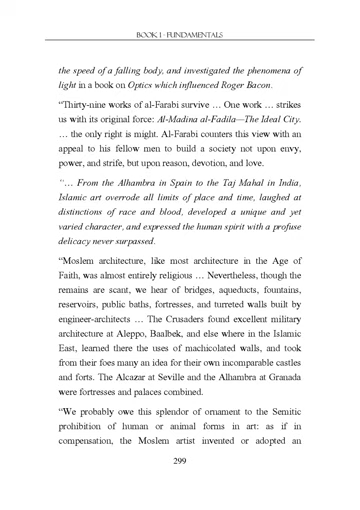 BOOK I · FUNDAMENTALS
the speed of a falling body, and investigated the phenomena of
light in a book on Optics which influenced Roger Bacon.
“Thirty-nine works of al-Farabi survive … One work … strikes
us with its original force: Al-Madina al-Fadila—The Ideal City.
… the only right is might. Al-Farabi counters this view with an
appeal to his fellow men to build a society not upon envy,
power, and strife, but upon reason, devotion, and love.
“… From the Alhambra in Spain to the Taj Mahal in India,
Islamic art overrode all limits of place and time, laughed at
distinctions of race and blood, developed a unique and yet
varied character, and expressed the human spirit with a profuse
delicacy never surpassed.
“Moslem architecture, like most architecture in the Age of
Faith, was almost entirely religious … Nevertheless, though the
remains are scant, we hear of bridges, aqueducts, fountains,
reservoirs, public baths, fortresses, and turreted walls built by
engineer-architects … The Crusaders found excellent military
architecture at Aleppo, Baalbek, and else where in the Islamic
East, learned there the uses of machicolated walls, and took
from their foes many an idea for their own incomparable castles
and forts. The Alcazar at Seville and the Alhambra at Granada
were fortresses and palaces combined.
“We probably owe this splendor of ornament to the Semitic
prohibition of human or animal forms in art: as if in
compensation, the Moslem artist invented or adopted an
299